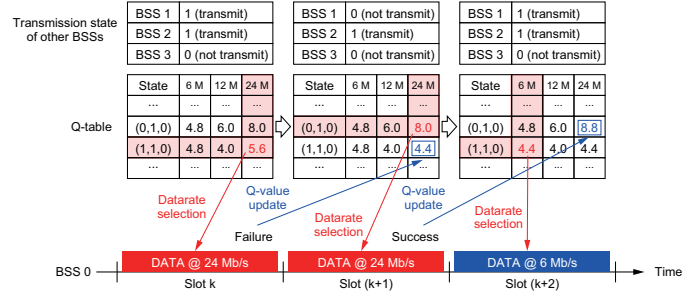 Transmission state
of other BSSs
BSS 1 1 (transmit)
BSS 2 1 (transmit)
BSS 3 0 (not transmit)
BSS 1 0 (not transmit)
BSS 2 1 (transmit)
BSS 3 0 (not transmit)
BSS 1 1 (transmit)
BSS 2 1 (transmit)
BSS 3 0 (not transmit)
Q-table
State 6 M 12 M 24 M
... ... ... ...
(0,1,0) 4.8 6.0 8.0
(1,1,0) 4.8 4.0 5.6
... ... ... ...
State 6 M 12 M 24 M
... ... ... ...
(0,1,0) 4.8 6.0 8.0
(1,1,0) 4.8 4.0 4.4
... ... ... ...
State 6 M 12 M 24 M
... ... ... ...
(0,1,0) 4.8 6.0 8.8
(1,1,0) 4.4 4.0 4.4
... ... ... ...
Datarate
selection
Q-value
update
Datarate
selection
Q-value
update
Datarate
selection
Failure
Success
BSS 0
DATA @ 24 Mb/s
DATA @ 24 Mb/s
DATA @ 6 Mb/s
Time
Slot k
Slot (k+1)
Slot (k+2)